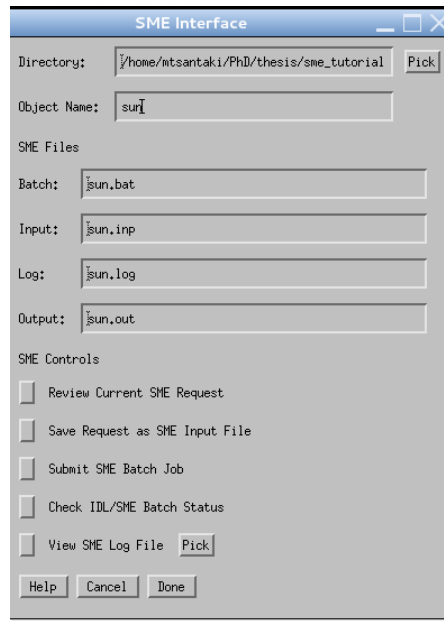 SME Interface
Directory: /home/mtsantaki/PhD/thesis/sme_tutorial Pick
Object Name: sun
SME Files
Batch: sun.bat
Input: sun.inp
Log: sun.log
Output: sun.out
SME Controls
Review Current SME Request
Save Request as SME Input File
Submit SME Batch Job
Check IDL/SME Batch Status
View SME Log File Pick
Help Cancel Done